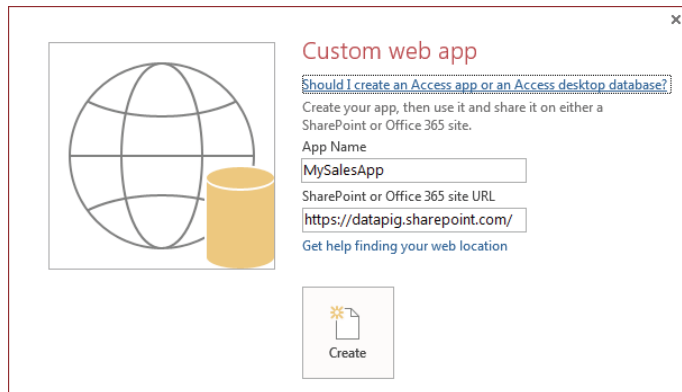 Custom web app
Should I create an Access app or an Access desktop database?
Create your app, then use it and share it on either a
SharePoint or Office 365 site.
App Name
MySalesApp
SharePoint or Office 365 site URL
https://datapig.sharepoint.com/
Get help finding your web location
Create